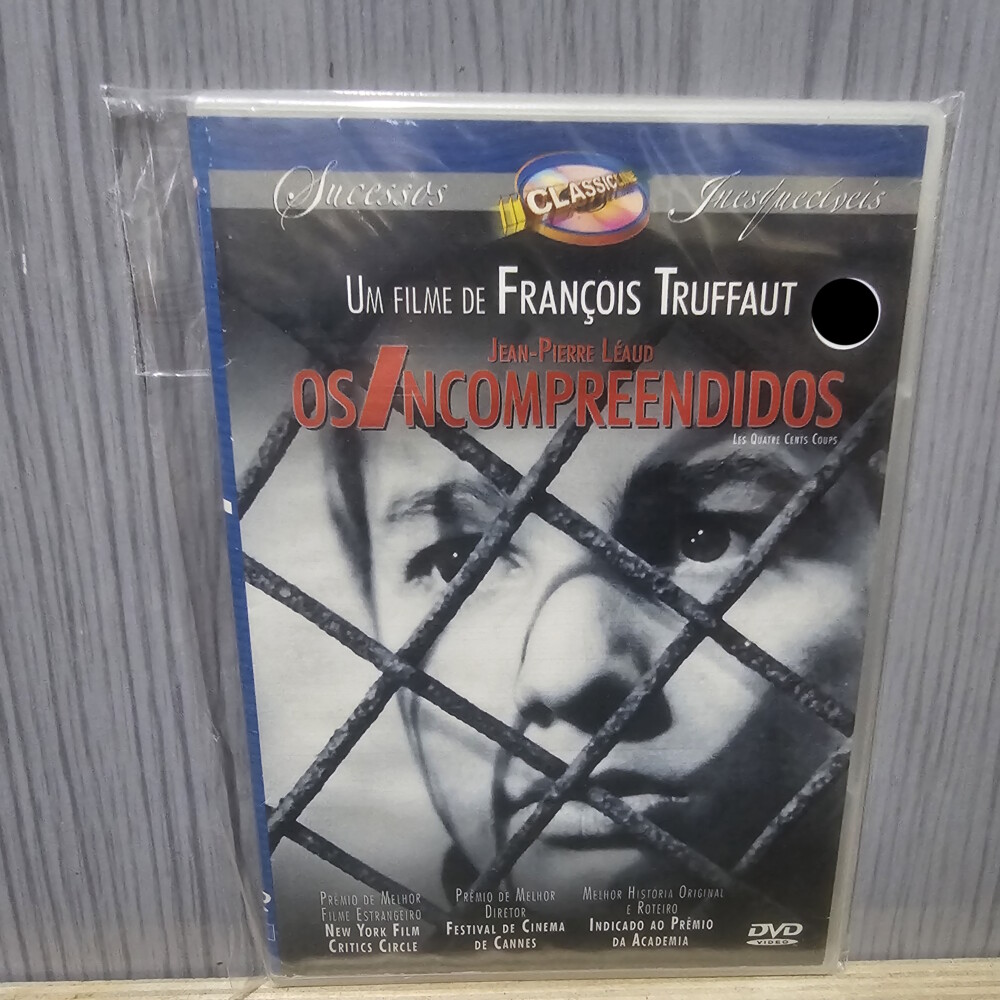 Sucessos CLASSICLINE Inesquecíveis
UM FILME DE FRANÇOIS TRUFFAUT
JEAN-PIERRE LÉAUD
OS INCOMPREENDIDOS
LES QUATRE CENTS COUPS
PRÊMIO DE MELHOR
FILME ESTRANGEIRO
NEW YORK FILM
CRITICS CIRCLE
PRÊMIO DE MELHOR
DIRETOR
FESTIVAL DE CINEMA
DE CANNES
MELHOR HISTÓRIA ORIGINAL
E ROTEIRO
INDICADO AO PRÊMIO
DA ACADEMIA
DVD
VIDEO